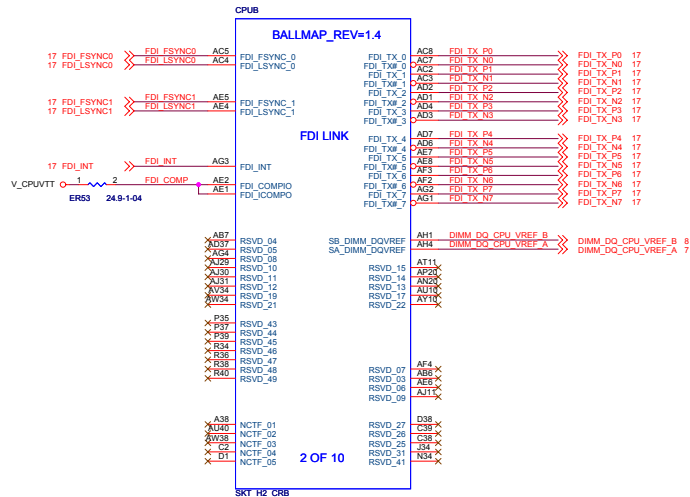 CPUB
BALLMAP_REV=1.4
17 FDI_FSYNC0 FDI_FSYNC0 AC5 FDI_FSYNC_0
17 FDI_LSYNC0 FDI_LSYNC0 AC4 FDI_LSYNC_0
17 FDI_FSYNC1 FDI_FSYNC1 AE5 FDI_FSYNC_1
17 FDI_LSYNC1 FDI_LSYNC1 AE4 FDI_LSYNC_1
FDI LINK
17 FDI_INT FDI_INT AG3 FDI_INT
V_CPUVTT 1 2 FDI_COMP AE2 FDI_COMPIO
AE1 FDI_ICOMPO
ER53 24.9-1-04
FDI_TX_0 AC8 FDI_TX_P0 FDI_TX_P0 17
FDI_TX#_0 AC7 FDI_TX_N0 FDI_TX_N0 17
FDI_TX_1 AC2 FDI_TX_P1 FDI_TX_P1 17
FDI_TX#_1 AC3 FDI_TX_N1 FDI_TX_N1 17
FDI_TX_2 AD2 FDI_TX_P2 FDI_TX_P2 17
FDI_TX#_2 AD1 FDI_TX_N2 FDI_TX_N2 17
FDI_TX_3 AD4 FDI_TX_P3 FDI_TX_P3 17
FDI_TX#_3 AD3 FDI_TX_N3 FDI_TX_N3 17
FDI_TX_4 AD7 FDI_TX_P4 FDI_TX_P4 17
FDI_TX#_4 AD6 FDI_TX_N4 FDI_TX_N4 17
FDI_TX_5 AE7 FDI_TX_P5 FDI_TX_P5 17
FDI_TX#_5 AE8 FDI_TX_N5 FDI_TX_N5 17
FDI_TX_6 AF3 FDI_TX_P6 FDI_TX_P6 17
FDI_TX#_6 AF2 FDI_TX_N6 FDI_TX_N6 17
FDI_TX_7 AG2 FDI_TX_P7 FDI_TX_P7 17
FDI_TX#_7 AG1 FDI_TX_N7 FDI_TX_N7 17
AB7 RSVD_04
AD37 RSVD_05
AG4 RSVD_08
AJ29 RSVD_10
AJ30 RSVD_11
AJ31 RSVD_12
AV34 RSVD_19
AW34 RSVD_21
SB_DIMM_DQVREF AH1 DIMM_DQ_CPU_VREF_B DIMM_DQ_CPU_VREF_B 8
SA_DIMM_DQVREF AH4 DIMM_DQ_CPU_VREF_A DIMM_DQ_CPU_VREF_A 7
RSVD_15 AT11
RSVD_14 AP20
RSVD_13 AN20
RSVD_17 AU10
RSVD_22 AY10
P35 RSVD_43
P37 RSVD_44
P39 RSVD_45
R34 RSVD_46
R36 RSVD_47
R38 RSVD_48
R40 RSVD_49
RSVD_07 AF4
RSVD_03 AB6
RSVD_06 AE6
RSVD_09 AJ11
A38 NCTF_01
AU40 NCTF_02
AW38 NCTF_03
C2 NCTF_04
D1 NCTF_05
RSVD_27 D38
RSVD_26 C39
RSVD_25 C38
RSVD_31 J34
RSVD_41 N34
2 OF 10
SKT_H2_CRB